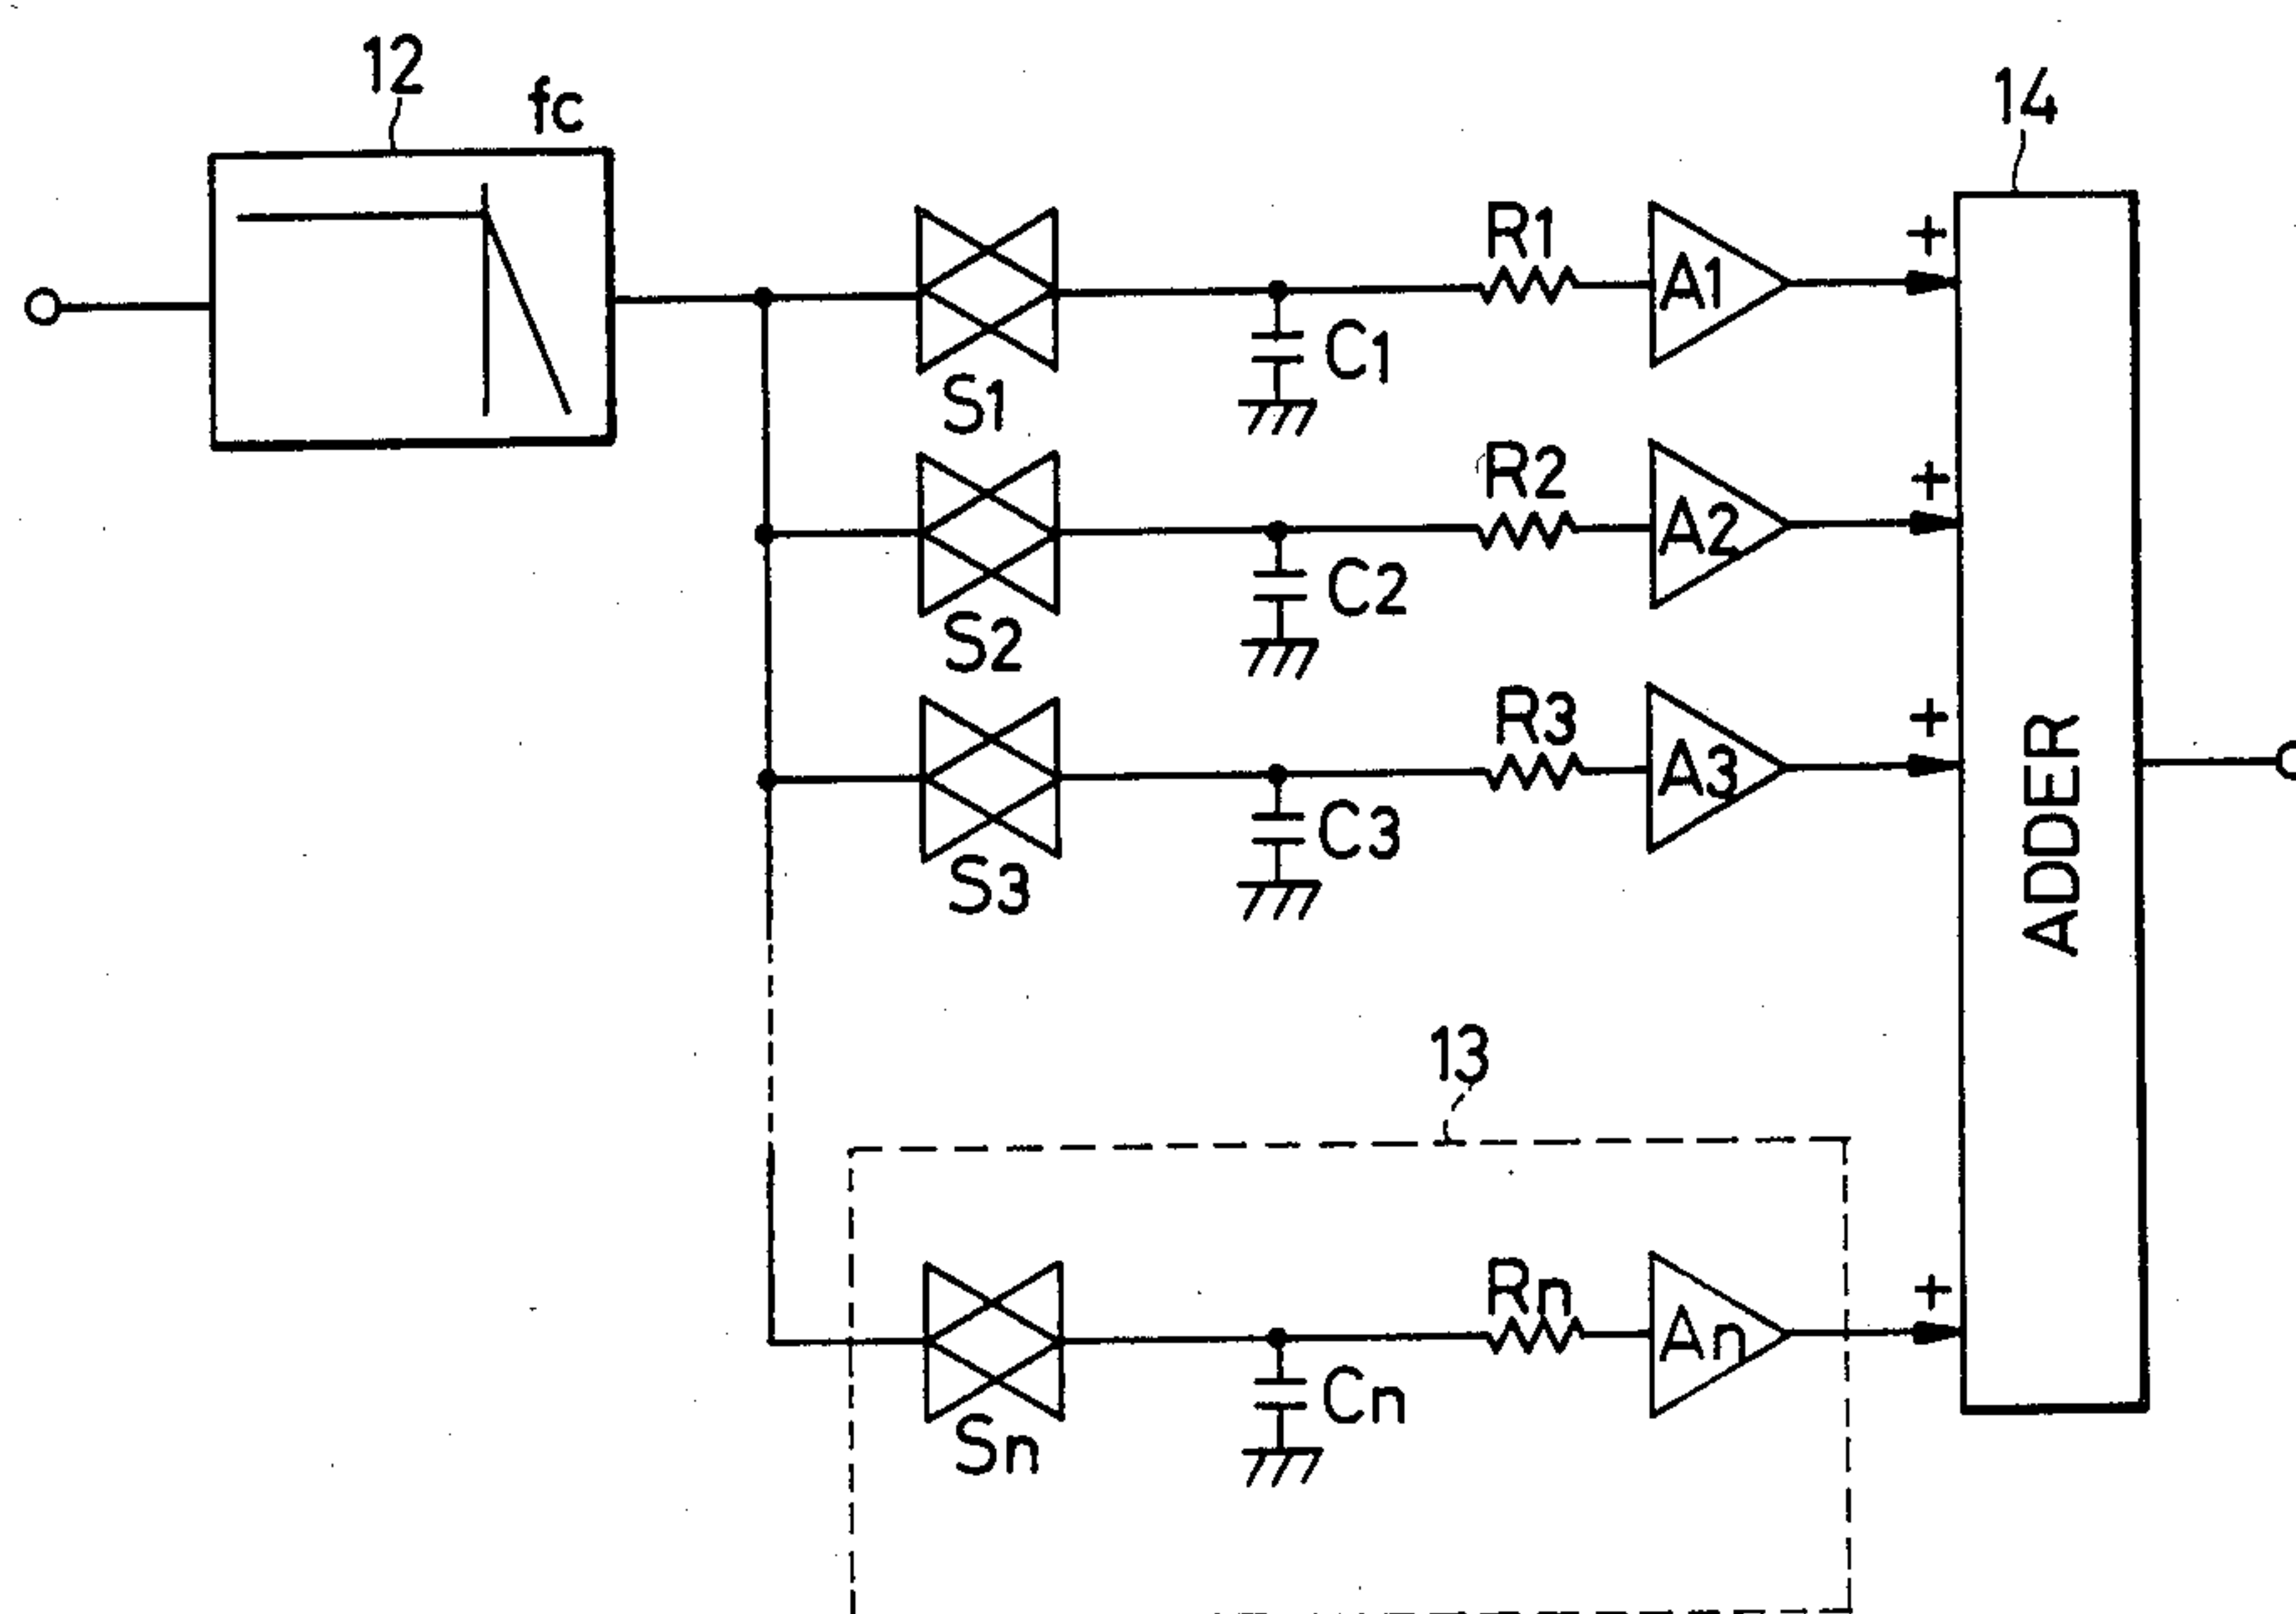 12
fc
14
R1
+
A1
C1
S1
R2
+
A2
C2
S2
R3
+
A3
C3
S3
ADDER
13
Rn
+
An
Cn
Sn